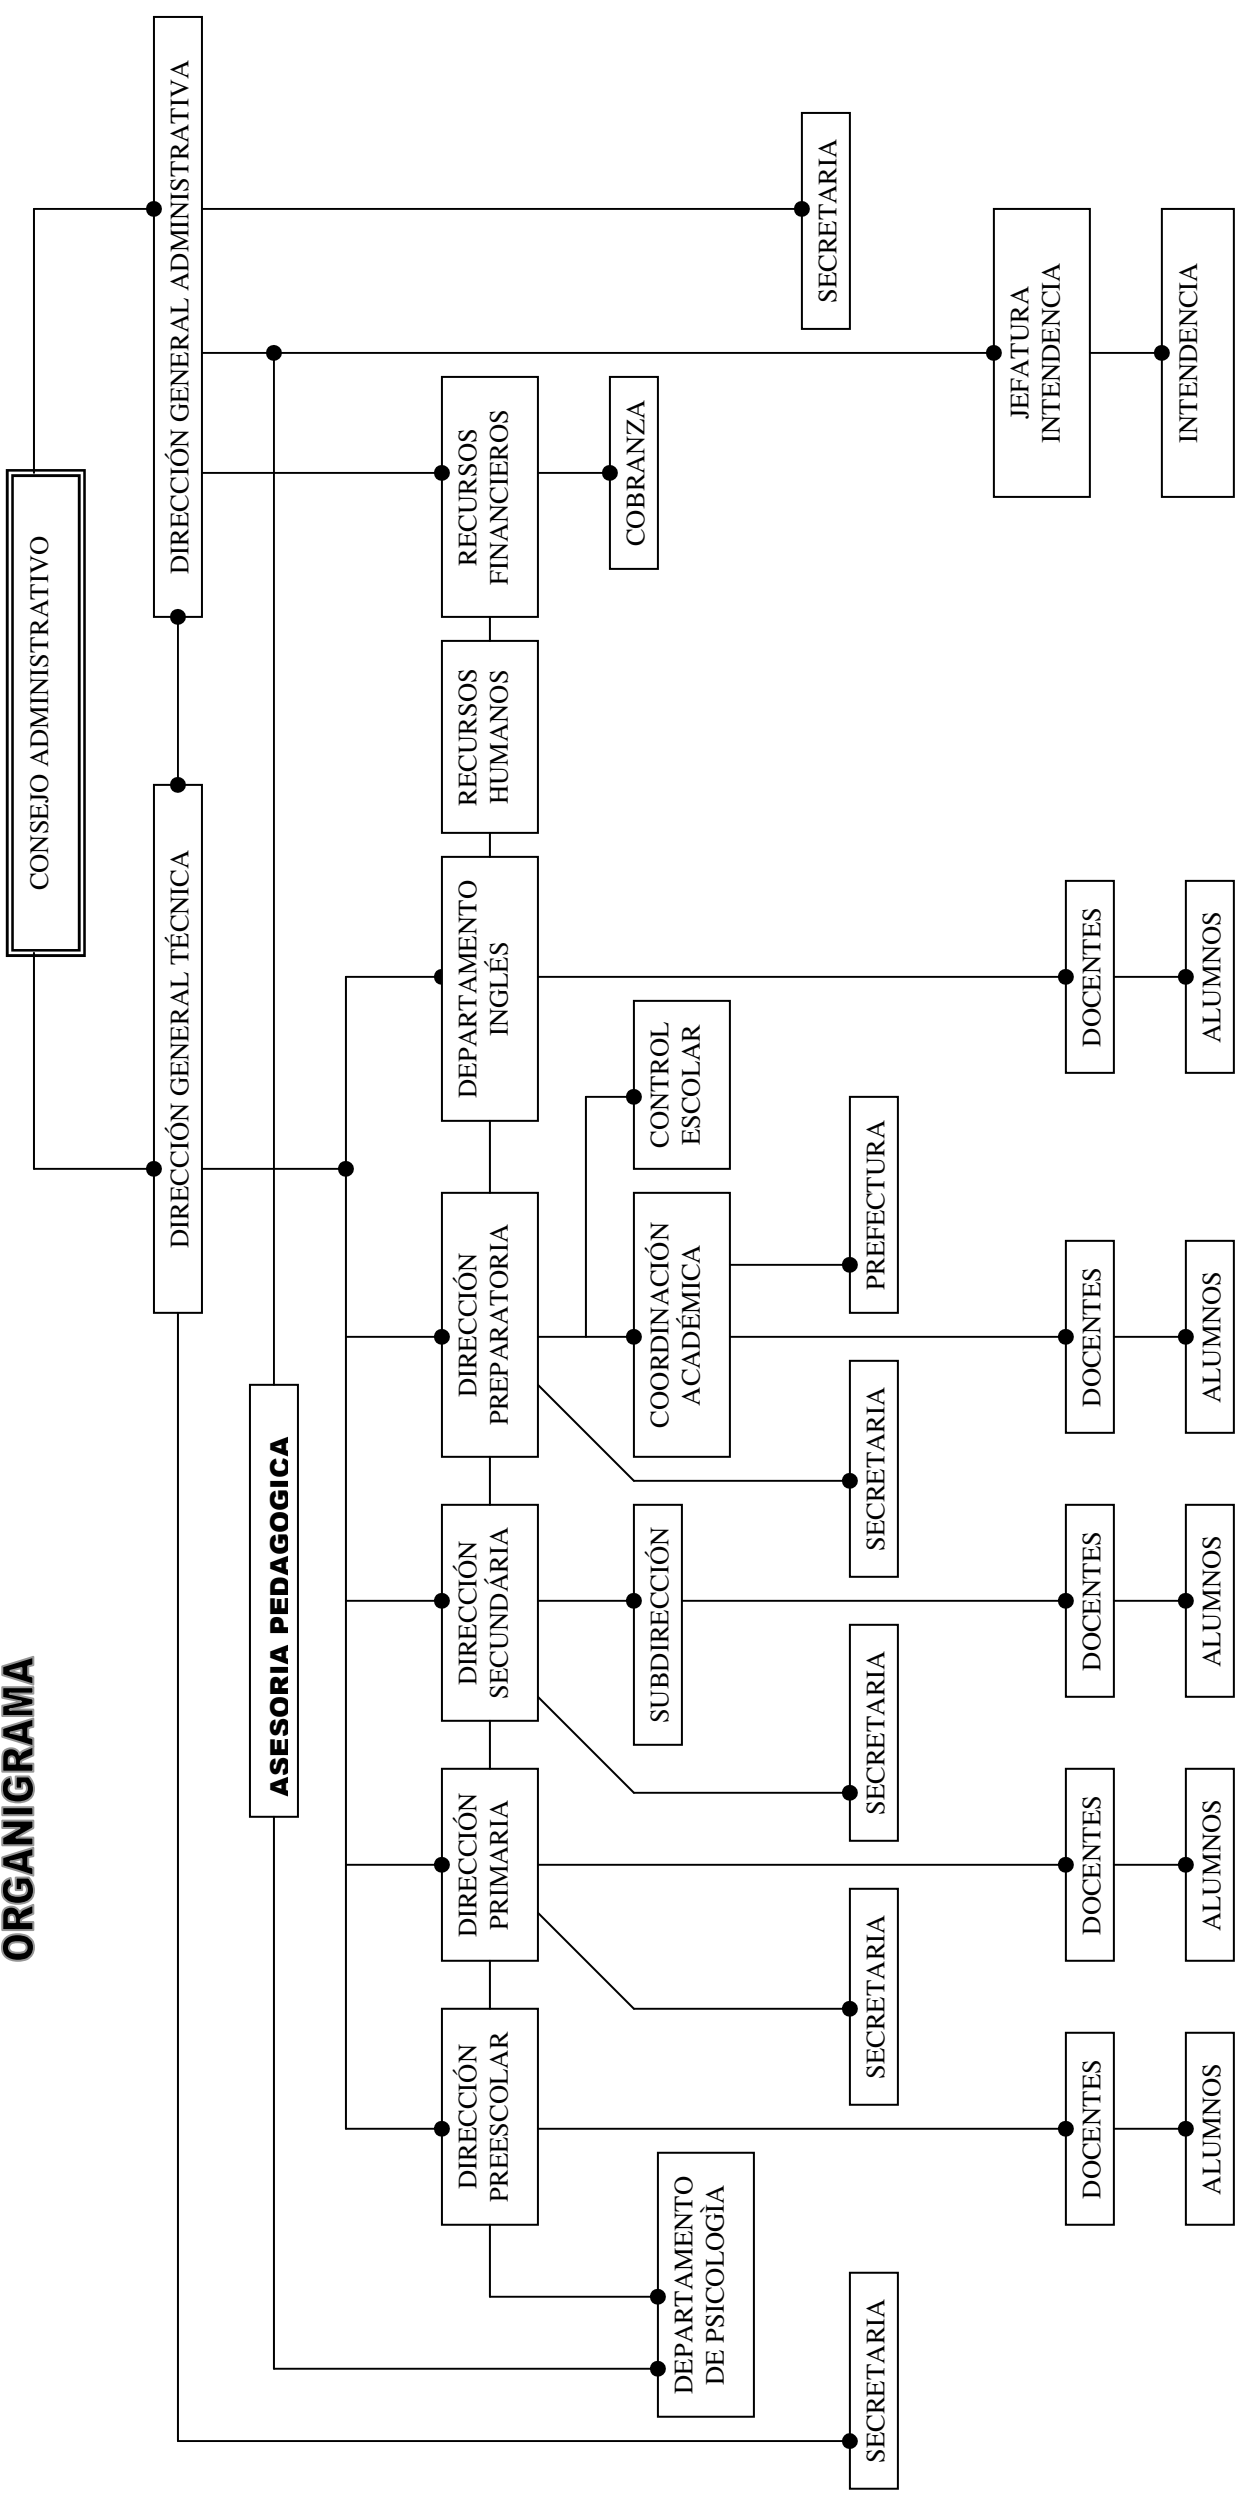 ORGANIGRAMA
CONSEJO ADMINISTRATIVO
DIRECCIÓN GENERAL TÉCNICA
DIRECCIÓN GENERAL ADMINISTRATIVA
ASESORIA PEDAGOGICA
DIRECCIÓN
PREESCOLAR
DIRECCIÓN
PRIMARIA
DIRECCIÓN
SECUNDÁRIA
DIRECCIÓN
PREPARATORIA
DEPARTAMENTO
INGLÉS
RECURSOS
HUMANOS
RECURSOS
FINANCIEROS
DEPARTAMENTO
DE PSICOLOGÌA
SUBDIRECCIÓN
COORDINACIÓN
ACADÉMICA
CONTROL
ESCOLAR
COBRANZA
SECRETARIA
SECRETARIA
SECRETARIA
SECRETARIA
PREFECTURA
SECRETARIA
JEFATURA
INTENDENCIA
DOCENTES
DOCENTES
DOCENTES
DOCENTES
DOCENTES
INTENDENCIA
ALUMNOS
ALUMNOS
ALUMNOS
ALUMNOS
ALUMNOS